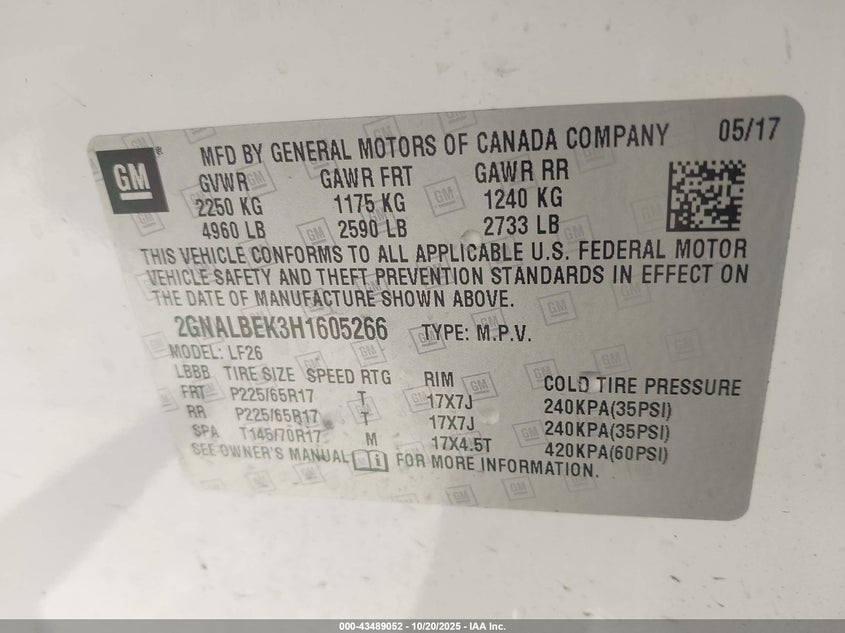 GM ® MFD BY GENERAL MOTORS OF CANADA COMPANY 05/17
GVWR GAWR FRT GAWR RR
2250 KG 1175 KG 1240 KG
4960 LB 2590 LB 2733 LB
THIS VEHICLE CONFORMS TO ALL APPLICABLE U.S. FEDERAL MOTOR
VEHICLE SAFETY AND THEFT PREVENTION STANDARDS IN EFFECT ON
THE DATE OF MANUFACTURE SHOWN ABOVE.
2GNALBEK3H1605266 TYPE: M.P.V.
MODEL: LF26
LBBB TIRE SIZE SPEED RTG RIM COLD TIRE PRESSURE
FRT P225/65R17 T 17X7J 240KPA(35PSI)
RR P225/65R17 T 17X7J 240KPA(35PSI)
SPA T145/70R17 M 17X4.5T 420KPA(60PSI)
SEE OWNER'S MANUAL FOR MORE INFORMATION.
000-43489052 - 10/20/2025 - IAA Inc.